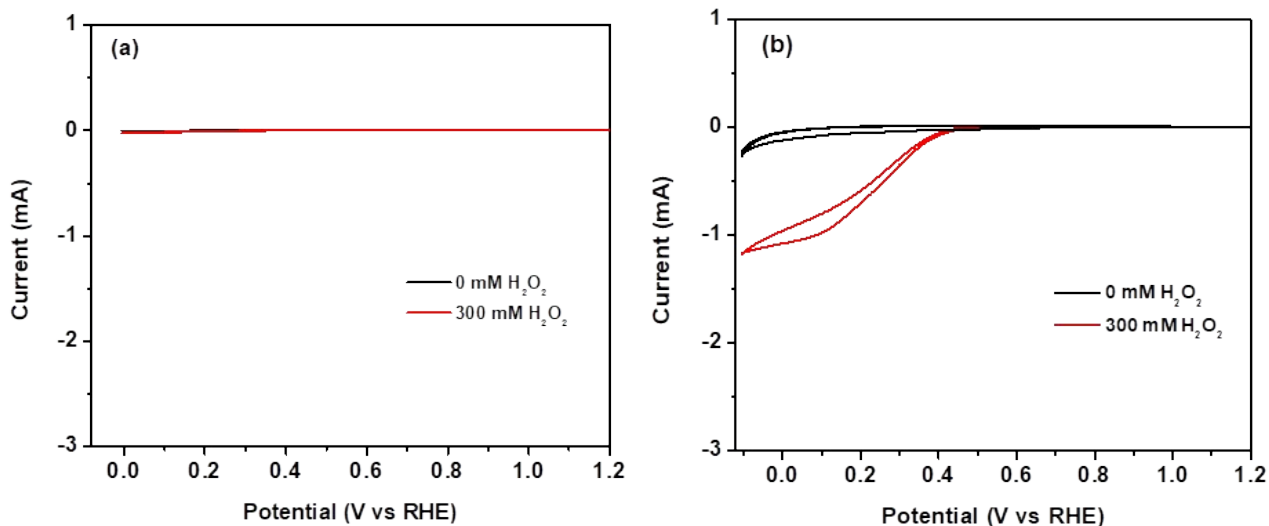 (a)
1
0
-1
-2
-3
Current (mA)
0 mM H₂O₂
300 mM H₂O₂
0.0 0.2 0.4 0.6 0.8 1.0 1.2
Potential (V vs RHE)
(b)
1
0
-1
-2
-3
Current (mA)
0 mM H₂O₂
300 mM H₂O₂
0.0 0.2 0.4 0.6 0.8 1.0 1.2
Potential (V vs RHE)